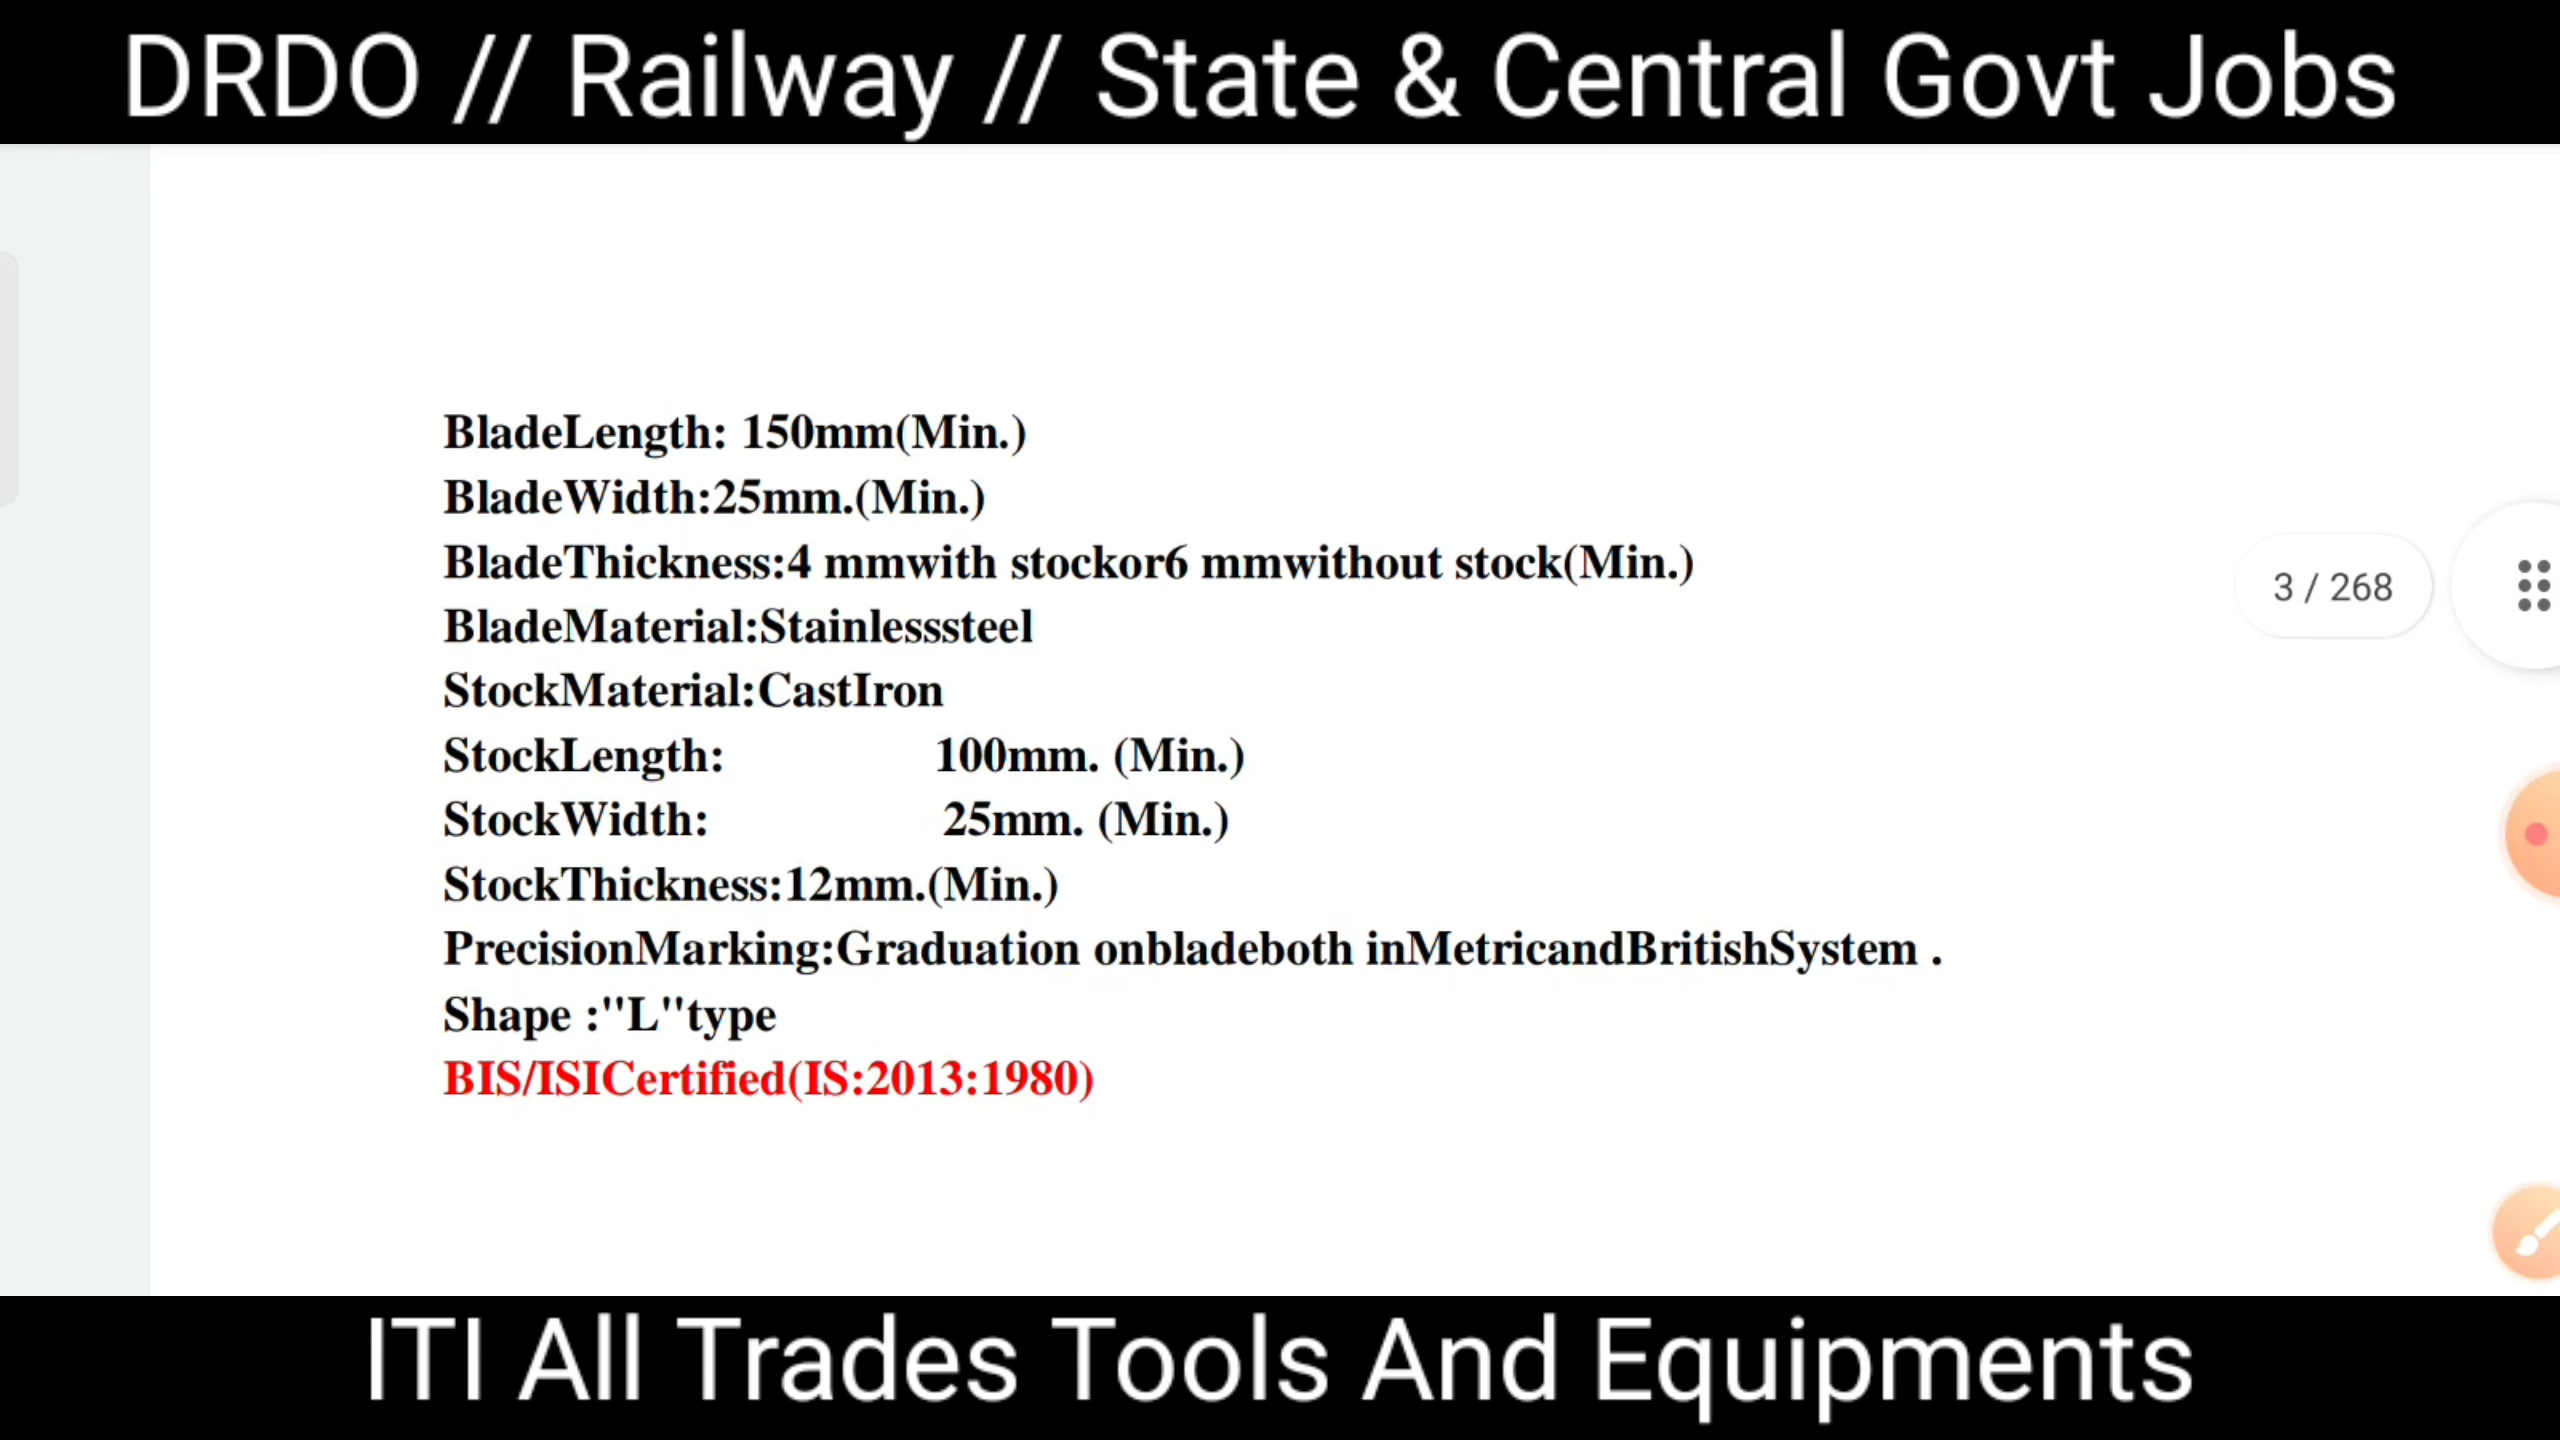 DRDO // Railway // State & Central Govt Jobs
BladeLength: 150mm(Min.)
BladeWidth:25mm.(Min.)
BladeThickness:4 mmwith stockor6 mmwithout stock(Min.)
BladeMaterial:Stainlesssteel
StockMaterial:CastIron
StockLength: 100mm. (Min.)
StockWidth: 25mm. (Min.)
StockThickness:12mm.(Min.)
PrecisionMarking:Graduation onbladeboth inMetricandBritishSystem .
Shape :"L"type
BIS/ISICertified(IS:2013:1980)
3 / 268
ITI All Trades Tools And Equipments